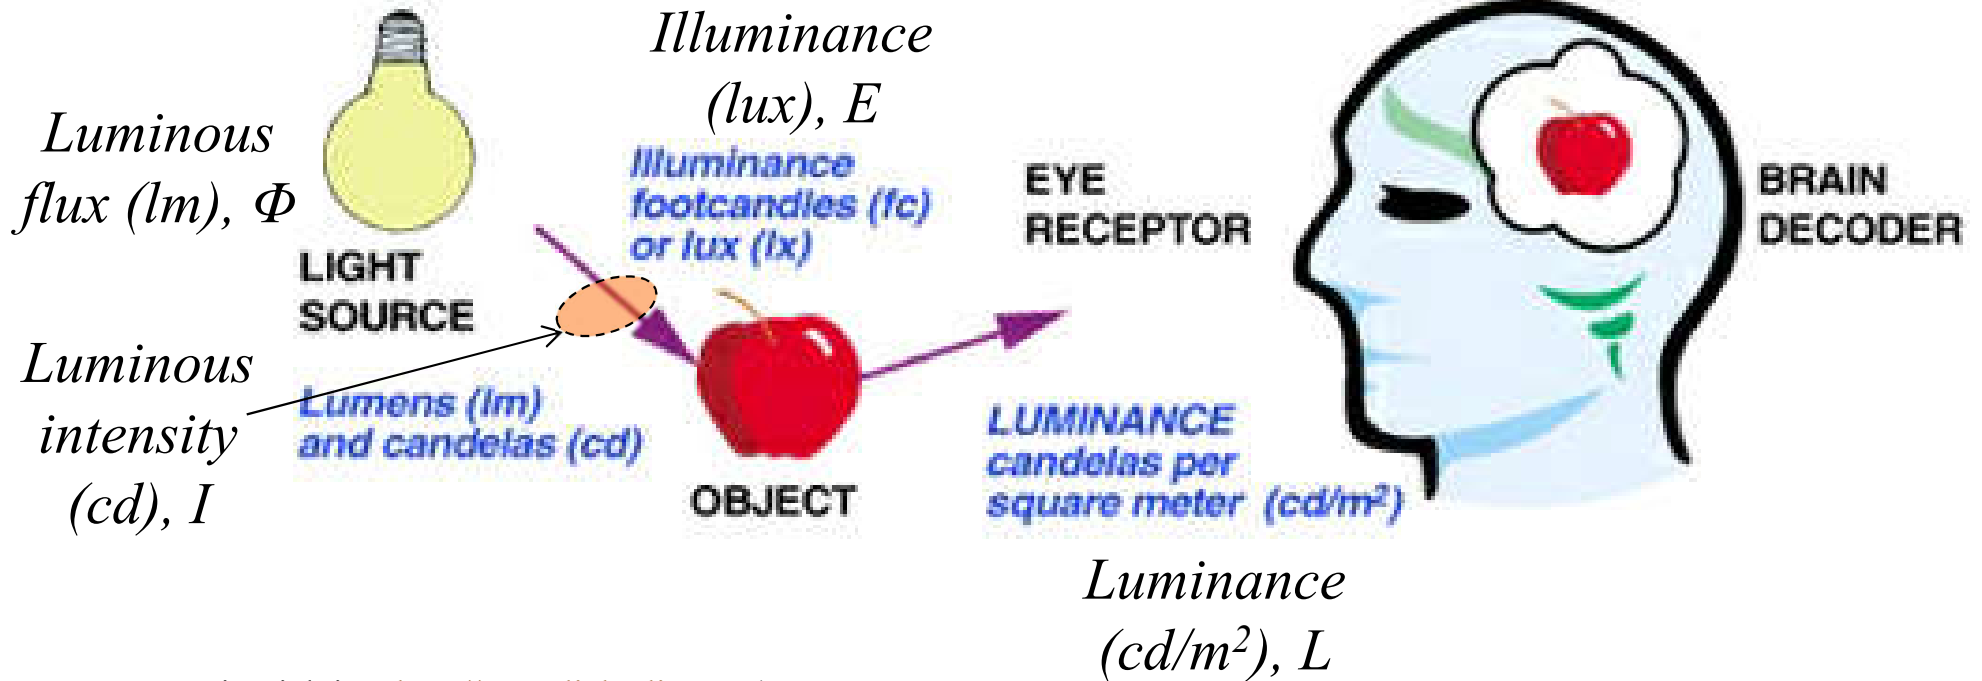 Luminous
flux (lm), Φ
LIGHT
SOURCE
Luminous
intensity
(cd), I
Lumens (lm)
and candelas (cd)
Illuminance
(lux), E
Illuminance
footcandles (fc)
or lux (lx)
OBJECT
EYE
RECEPTOR
BRAIN
DECODER
LUMINANCE
candelas per
square meter (cd/m²)
Luminance
(cd/m²), L